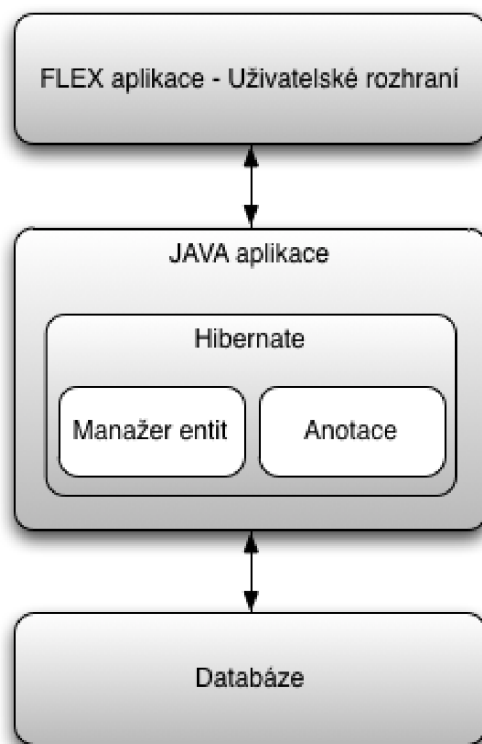 FLEX aplikace - Uživatelské rozhraní
JAVA aplikace
Hibernate
Manažer entit
Anotace
Databáze